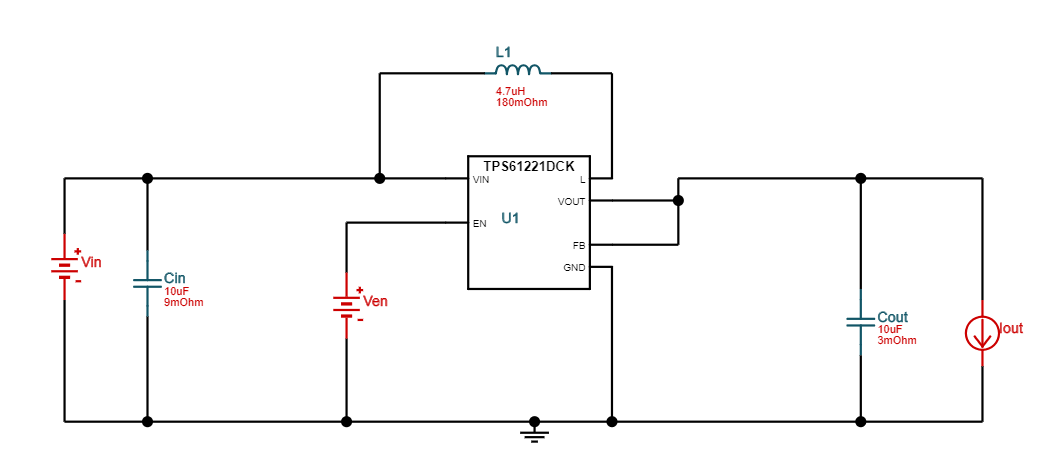 L1
4.7uH
180mOhm
TPS61221DCK
VIN
L
VOUT
EN
U1
FB
GND
+
Vin
-
Cin
10uF
9mOhm
+
Ven
-
Cout
10uF
3mOhm
Iout